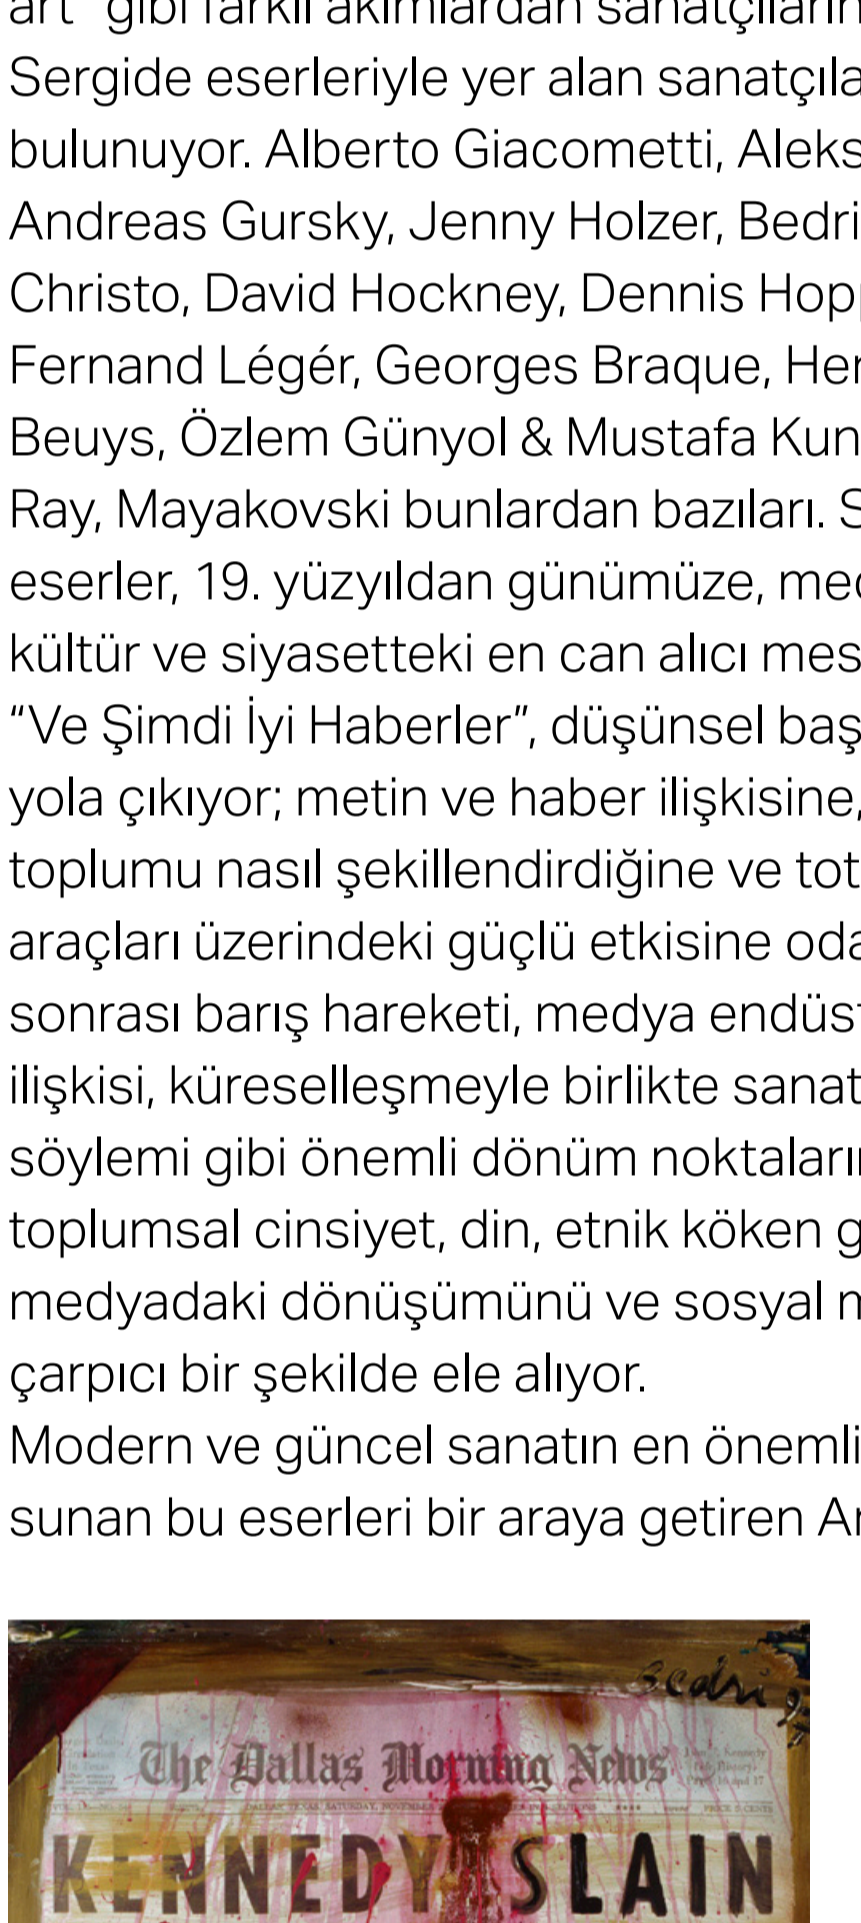 art" gibi farklı akımlardan sanatçıların
Sergide eserleriyle yer alan sanatçıla
bulunuyor. Alberto Giacometti, Aleks
Andreas Gursky, Jenny Holzer, Bedri
Christo, David Hockney, Dennis Hop
Fernand Légér, Georges Braque, Her
Beuys, Özlem Günyol & Mustafa Kun
Ray, Mayakovski bunlardan bazıları. S
eserler, 19. yüzyıldan günümüze, med
kültür ve siyasetteki en can alıcı mes
“Ve Şimdi İyi Haberler”, düşünsel baş
yola çıkıyor; metin ve haber ilişkisine,
toplumu nasıl şekillendirdiğine ve tot
araçları üzerindeki güçlü etkisine oda
sonrası barış hareketi, medya endüst
ilişkisi, küreselleşmeyle birlikte sanat
söylemi gibi önemli dönüm noktaların
toplumsal cinsiyet, din, etnik köken g
medyadaki dönüşümünü ve sosyal m
çarpıcı bir şekilde ele alıyor.
Modern ve güncel sanatın en önemli
sunan bu eserleri bir araya getiren An
Bedri
The Dallas Morning News
KENNEDY SLAIN